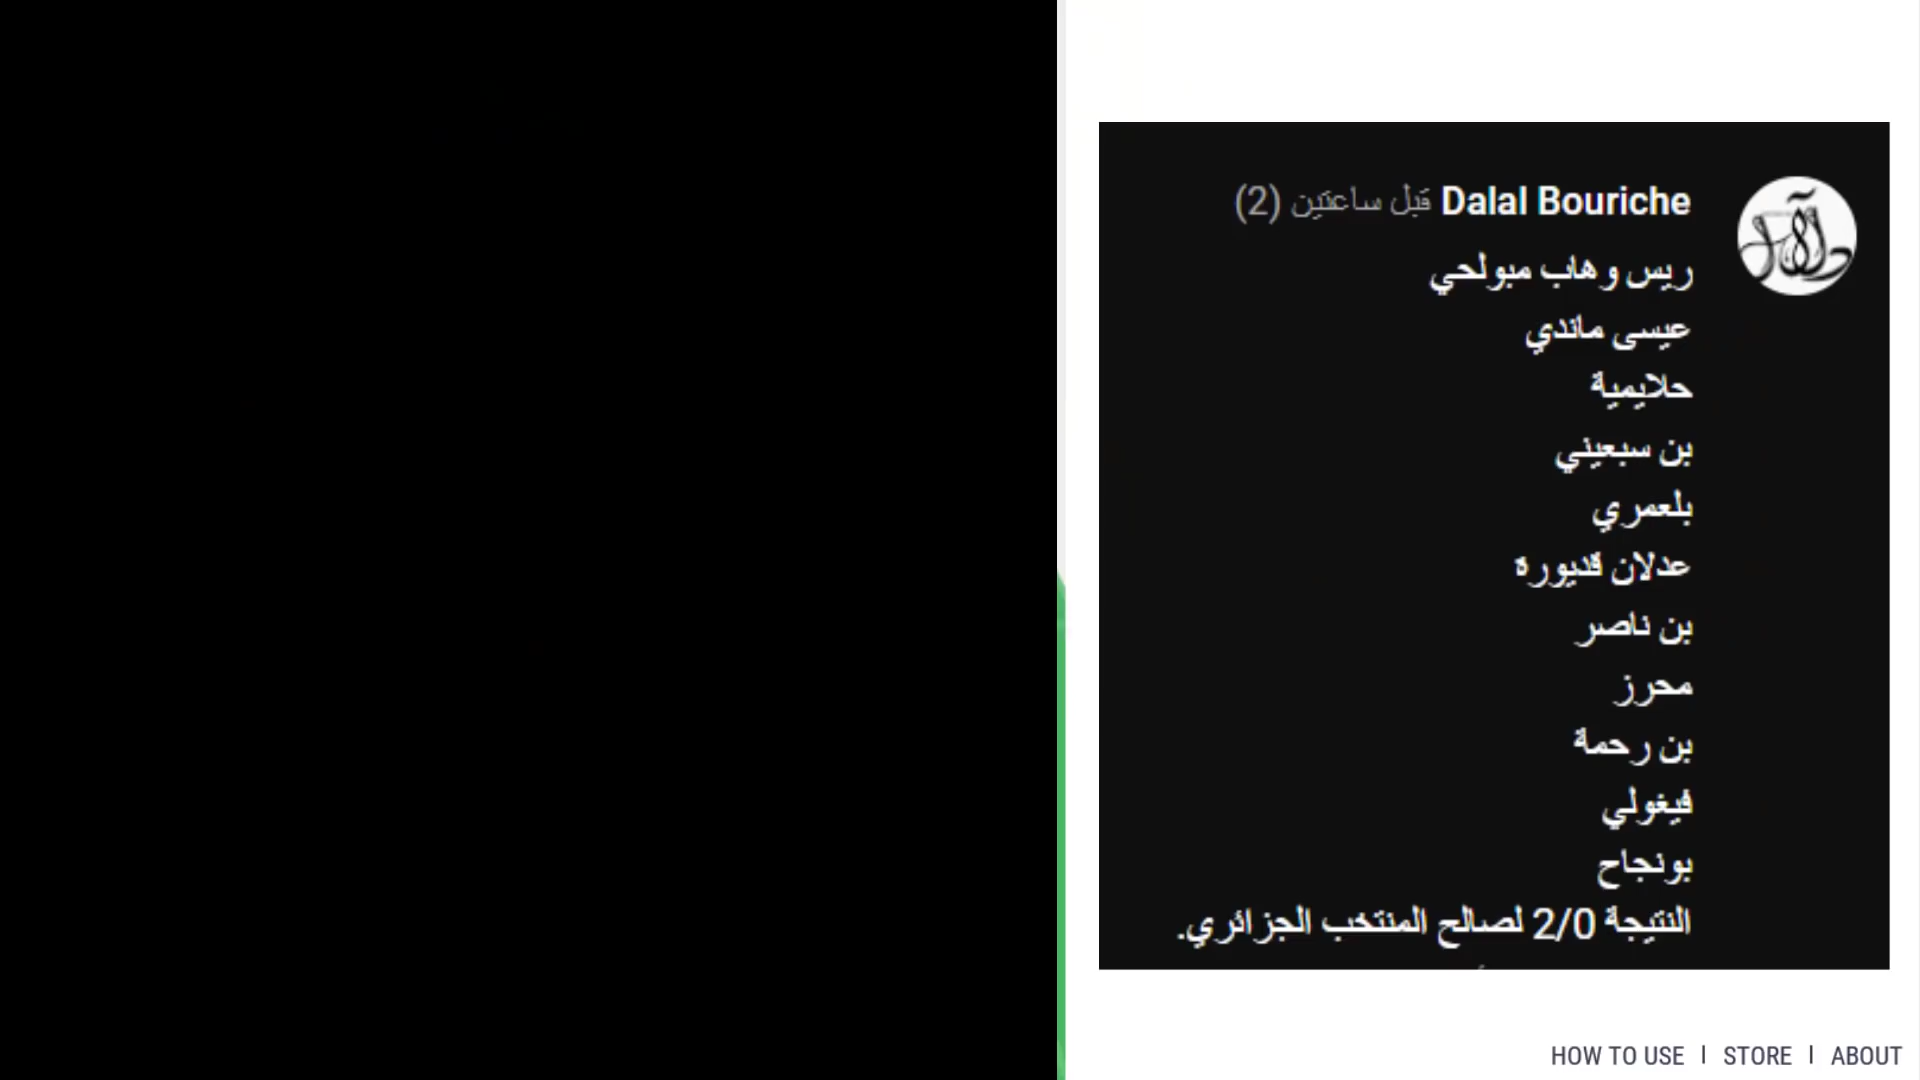 Dalal Bouriche قبل ساعتين (2)
ريس وهاب مبولحي
عيسى ماندي
حلايمية
بن سبعيني
بلعمري
عدلان قديورة
بن ناصر
محرز
بن رحمة
فيغولي
بونجاح
النتيجة 2/0 لصالح المنتخب الجزائري.
HOW TO USE | STORE | ABOUT